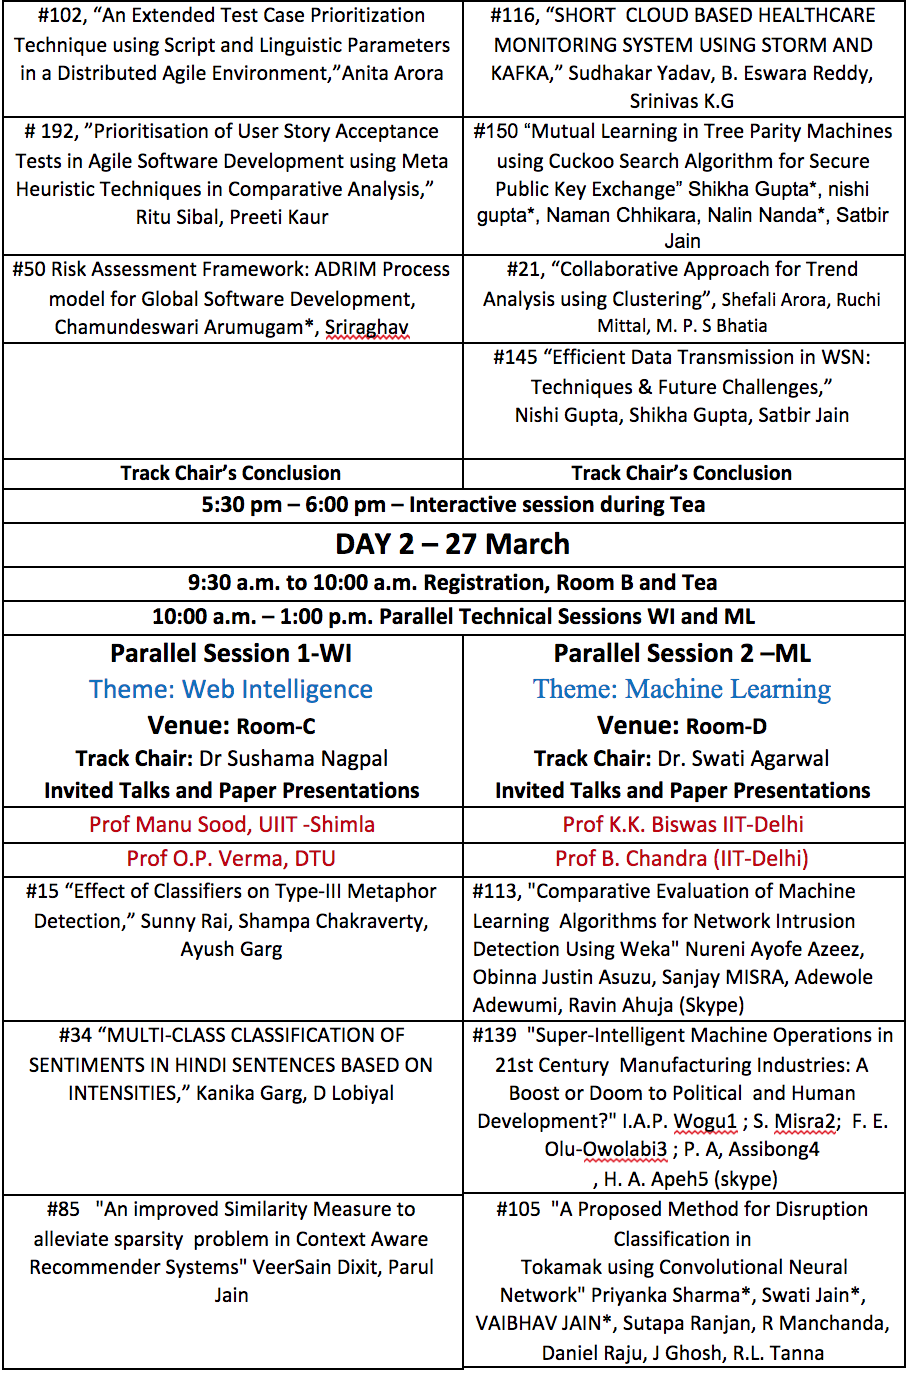 #102, “An Extended Test Case Prioritization
Technique using Script and Linguistic Parameters
in a Distributed Agile Environment,”Anita Arora
#116, “SHORT  CLOUD BASED HEALTHCARE
MONITORING SYSTEM USING STORM AND
KAFKA,” Sudhakar Yadav, B. Eswara Reddy,
Srinivas K.G
# 192, ”Prioritisation of User Story Acceptance
Tests in Agile Software Development using Meta
Heuristic Techniques in Comparative Analysis,”
Ritu Sibal, Preeti Kaur
#150 “Mutual Learning in Tree Parity Machines
using Cuckoo Search Algorithm for Secure
Public Key Exchange” Shikha Gupta*, nishi
gupta*, Naman Chhikara, Nalin Nanda*, Satbir
Jain
#50 Risk Assessment Framework: ADRIM Process
model for Global Software Development,
Chamundeswari Arumugam*, Sriraghav
#21, “Collaborative Approach for Trend
Analysis using Clustering”, Shefali Arora, Ruchi
Mittal, M. P. S Bhatia
#145 “Efficient Data Transmission in WSN:
Techniques & Future Challenges,”
Nishi Gupta, Shikha Gupta, Satbir Jain
Track Chair’s Conclusion
Track Chair’s Conclusion
5:30 pm – 6:00 pm – Interactive session during Tea
DAY 2 – 27 March
9:30 a.m. to 10:00 a.m. Registration, Room B and Tea
10:00 a.m. – 1:00 p.m. Parallel Technical Sessions WI and ML
Parallel Session 1-WI
Theme: Web Intelligence
Venue: Room-C
Track Chair: Dr Sushama Nagpal
Invited Talks and Paper Presentations
Parallel Session 2 –ML
Theme: Machine Learning
Venue: Room-D
Track Chair: Dr. Swati Agarwal
Invited Talks and Paper Presentations
Prof Manu Sood, UIIT -Shimla
Prof K.K. Biswas IIT-Delhi
Prof O.P. Verma, DTU
Prof B. Chandra (IIT-Delhi)
#15 “Effect of Classifiers on Type-III Metaphor
Detection,” Sunny Rai, Shampa Chakraverty,
Ayush Garg
#113, "Comparative Evaluation of Machine
Learning  Algorithms for Network Intrusion
Detection Using Weka" Nureni Ayofe Azeez,
Obinna Justin Asuzu, Sanjay MISRA, Adewole
Adewumi, Ravin Ahuja (Skype)
#34 “MULTI-CLASS CLASSIFICATION OF
SENTIMENTS IN HINDI SENTENCES BASED ON
INTENSITIES,” Kanika Garg, D Lobiyal
#139  "Super-Intelligent Machine Operations in
21st Century  Manufacturing Industries: A
Boost or Doom to Political  and Human
Development?" I.A.P. Wogu1 ; S. Misra2;  F. E.
Olu-Owolabi3 ; P. A, Assibong4
, H. A. Apeh5 (skype)
#85   "An improved Similarity Measure to
alleviate sparsity  problem in Context Aware
Recommender Systems" VeerSain Dixit, Parul
Jain
#105  "A Proposed Method for Disruption
Classification in
Tokamak using Convolutional Neural
Network" Priyanka Sharma*, Swati Jain*,
VAIBHAV JAIN*, Sutapa Ranjan, R Manchanda,
Daniel Raju, J Ghosh, R.L. Tanna